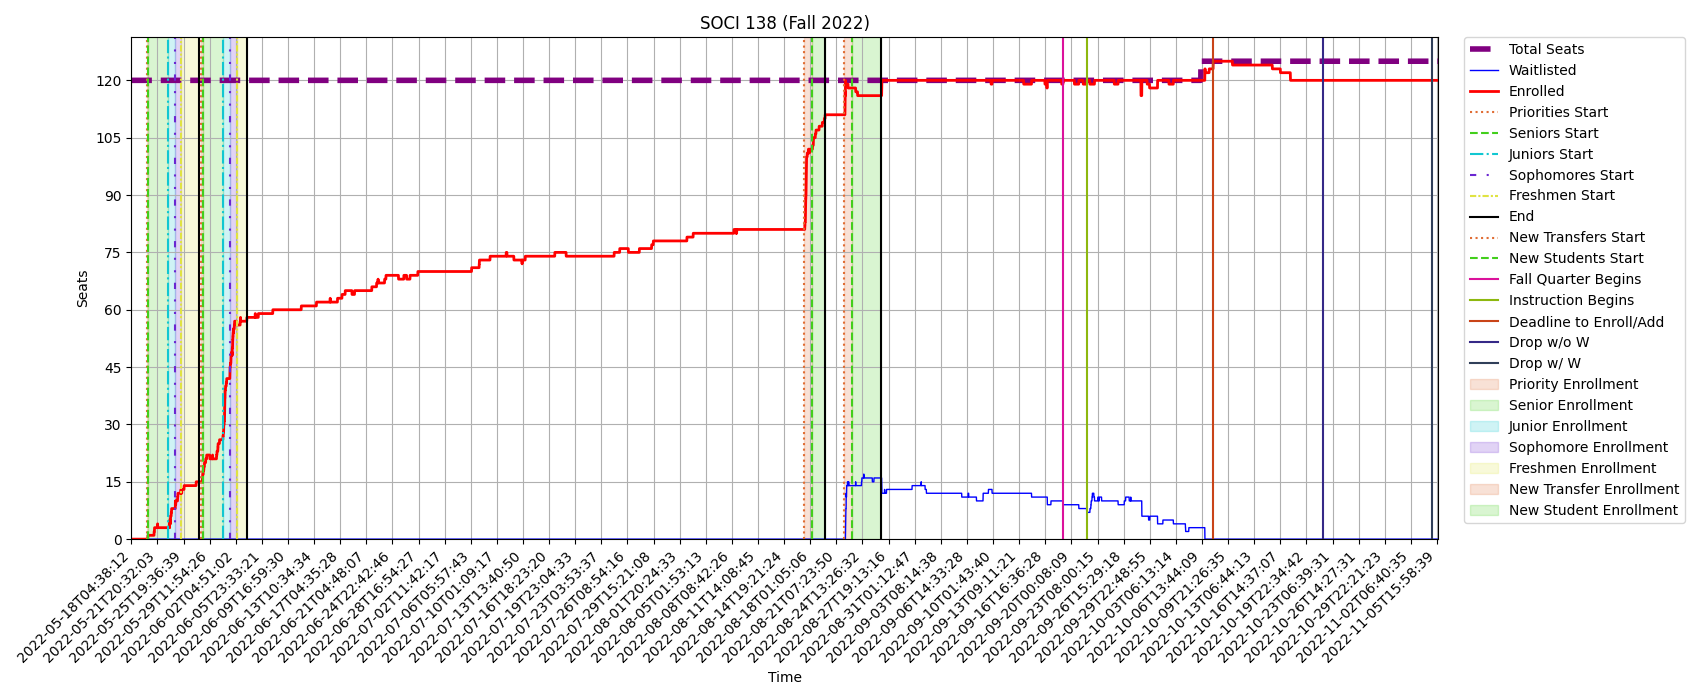 SOCI 138 (Fall 2022)
Seats
120
105
90
75
60
45
30
15
0
2022-05-18T04:38:12
2022-05-21T20:32:03
2022-05-25T19:36:39
2022-05-29T11:54:26
2022-06-02T04:51:02
2022-06-05T23:33:21
2022-06-09T16:59:30
2022-06-13T10:34:34
2022-06-17T04:35:28
2022-06-21T04:48:07
2022-06-24T22:42:46
2022-06-28T16:54:27
2022-07-02T11:42:17
2022-07-06T05:57:43
2022-07-10T01:09:17
2022-07-13T13:40:50
2022-07-16T18:23:20
2022-07-19T23:04:33
2022-07-23T03:53:37
2022-07-26T08:54:16
2022-07-29T15:21:08
2022-08-01T20:24:33
2022-08-05T01:53:13
2022-08-08T08:42:26
2022-08-11T14:08:45
2022-08-14T19:21:24
2022-08-18T01:05:06
2022-08-21T07:23:50
2022-08-24T13:26:32
2022-08-27T19:13:16
2022-08-31T01:12:47
2022-09-03T08:14:38
2022-09-06T14:33:28
2022-09-10T01:43:40
2022-09-13T09:11:21
2022-09-16T16:36:28
2022-09-20T00:08:09
2022-09-23T08:00:15
2022-09-26T15:29:18
2022-09-29T22:48:55
2022-10-03T06:13:14
2022-10-06T13:44:09
2022-10-09T21:26:35
2022-10-13T06:44:13
2022-10-16T14:37:07
2022-10-19T22:34:42
2022-10-23T06:39:31
2022-10-26T14:27:31
2022-10-29T22:21:23
2022-11-02T06:40:35
2022-11-05T15:58:39
Time
Total Seats
Waitlisted
Enrolled
Priorities Start
Seniors Start
Juniors Start
Sophomores Start
Freshmen Start
End
New Transfers Start
New Students Start
Fall Quarter Begins
Instruction Begins
Deadline to Enroll/Add
Drop w/o W
Drop w/ W
Priority Enrollment
Senior Enrollment
Junior Enrollment
Sophomore Enrollment
Freshmen Enrollment
New Transfer Enrollment
New Student Enrollment